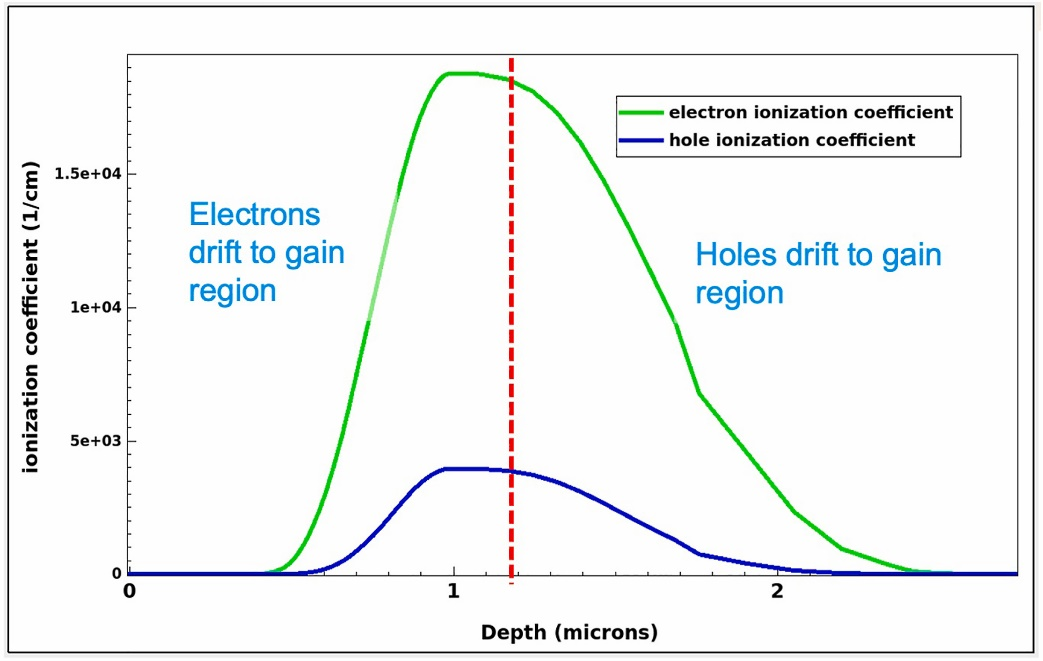 electron ionization coefficient
hole ionization coefficient
ionization coefficient (1/cm)
1.5e+04
1e+04
5e+03
0
Electrons
drift to gain
region
Holes drift to gain
region
0
1
2
Depth (microns)